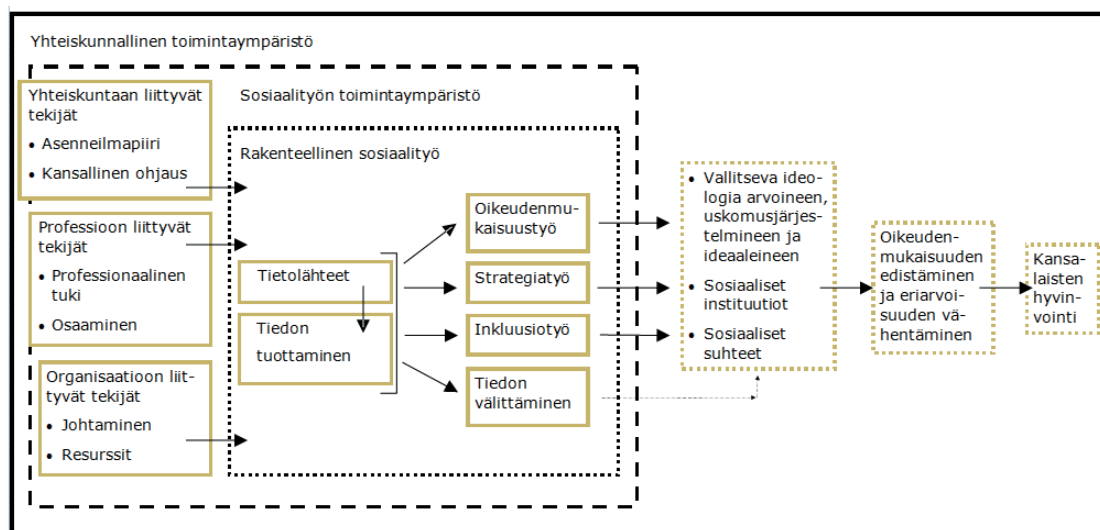 Yhteiskunnallinen toimintaympäristö
Yhteiskuntaan liittyvät
tekijät
• Asenneilmapiiri
• Kansallinen ohjaus
Professioon liittyvät
tekijät
• Professionaalinen
tuki
• Osaaminen
Organisaatioon liit-
tyvät tekijät
• Johtaminen
• Resurssit
Sosiaalityön toimintaympäristö
Rakenteellinen sosiaalityö
Tietolähteet
Tiedon
tuottaminen
Oikeudenmu-
kaisuustyö
Strategiatyö
Inkluusiotyö
Tiedon
välittäminen
• Vallitseva ideo-
logia arvoineen,
uskomusjärjes-
telmineen ja
ideaaleineen
• Sosiaaliset
instituutiot
• Sosiaaliset
suhteet
Oikeuden-
mukaisuuden
edistäminen
ja eriarvoi-
suuden vä-
hentäminen
Kansa-
laisten
hyvin-
vointi